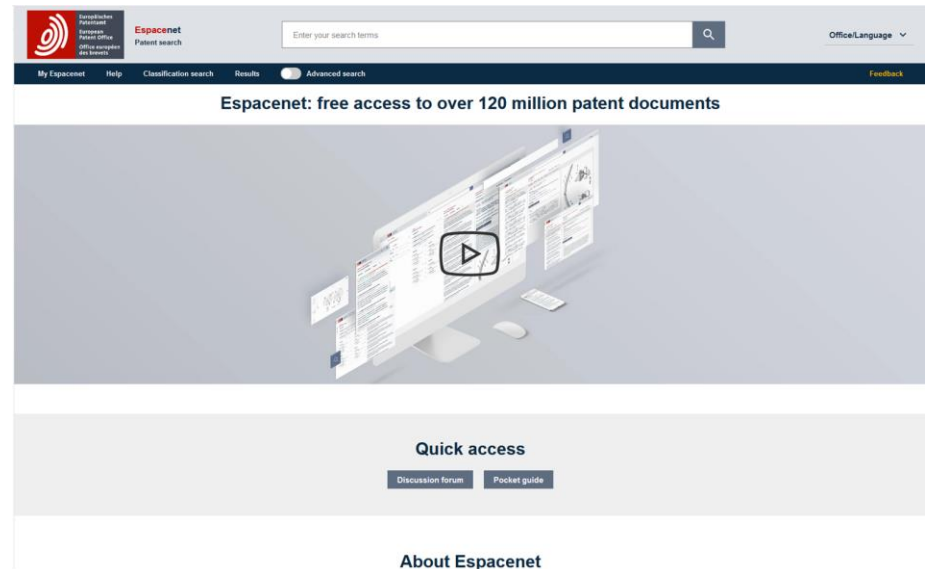 Europäisches
Patentamt
European
Patent Office
Office européen
des brevets
Espacenet
Patent search
Enter your search terms
Office/Language
My Espacenet Help Classification search Results Advanced search Feedback
Espacenet: free access to over 120 million patent documents
Quick access
Discussion forum Pocket guide
About Espacenet